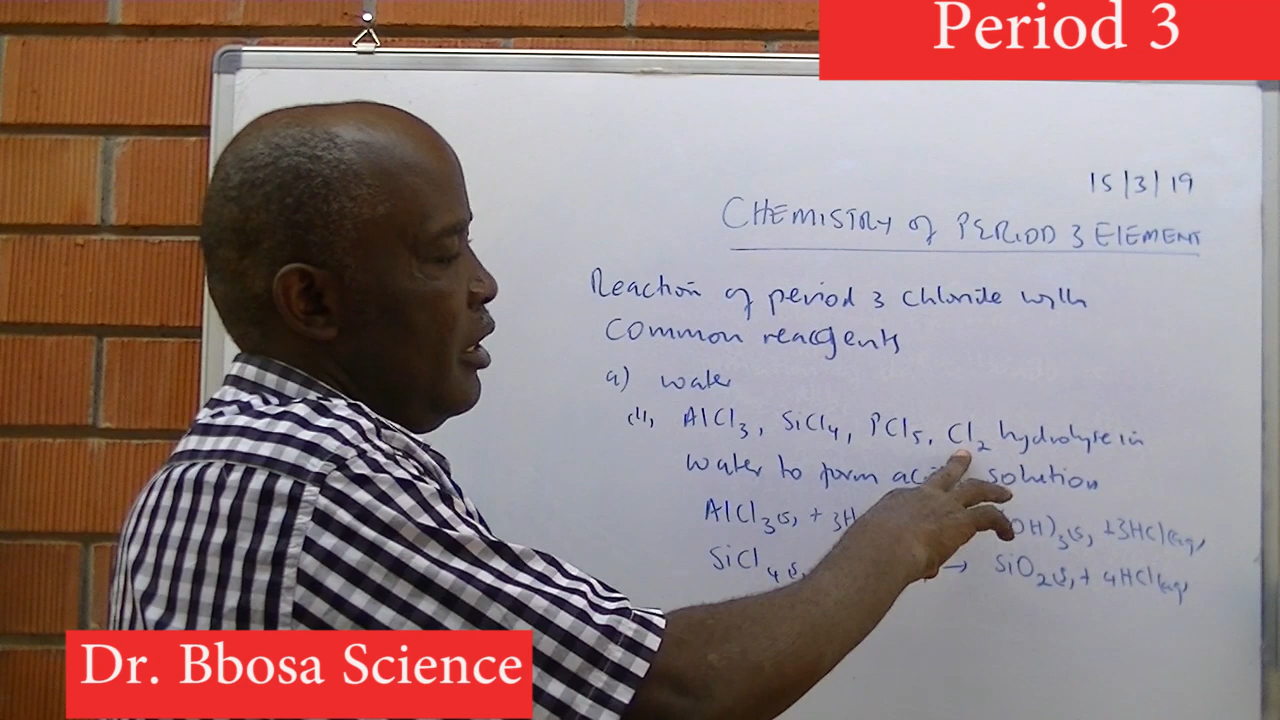 Period 3
15/3/19
CHEMISTRY of PERIOD 3 ELEMENT
Reaction of period 3 chloride with
common reagents
a) water
(i), AlCl3, SiCl4, PCl5, Cl2 hydrolyse in
water to form solution
AlCl3(s), + 3H OH)3(s), +3HCl(aq),
SiCl4 → SiO2(s), + 4HCl(aq),
Dr. Bbosa Science